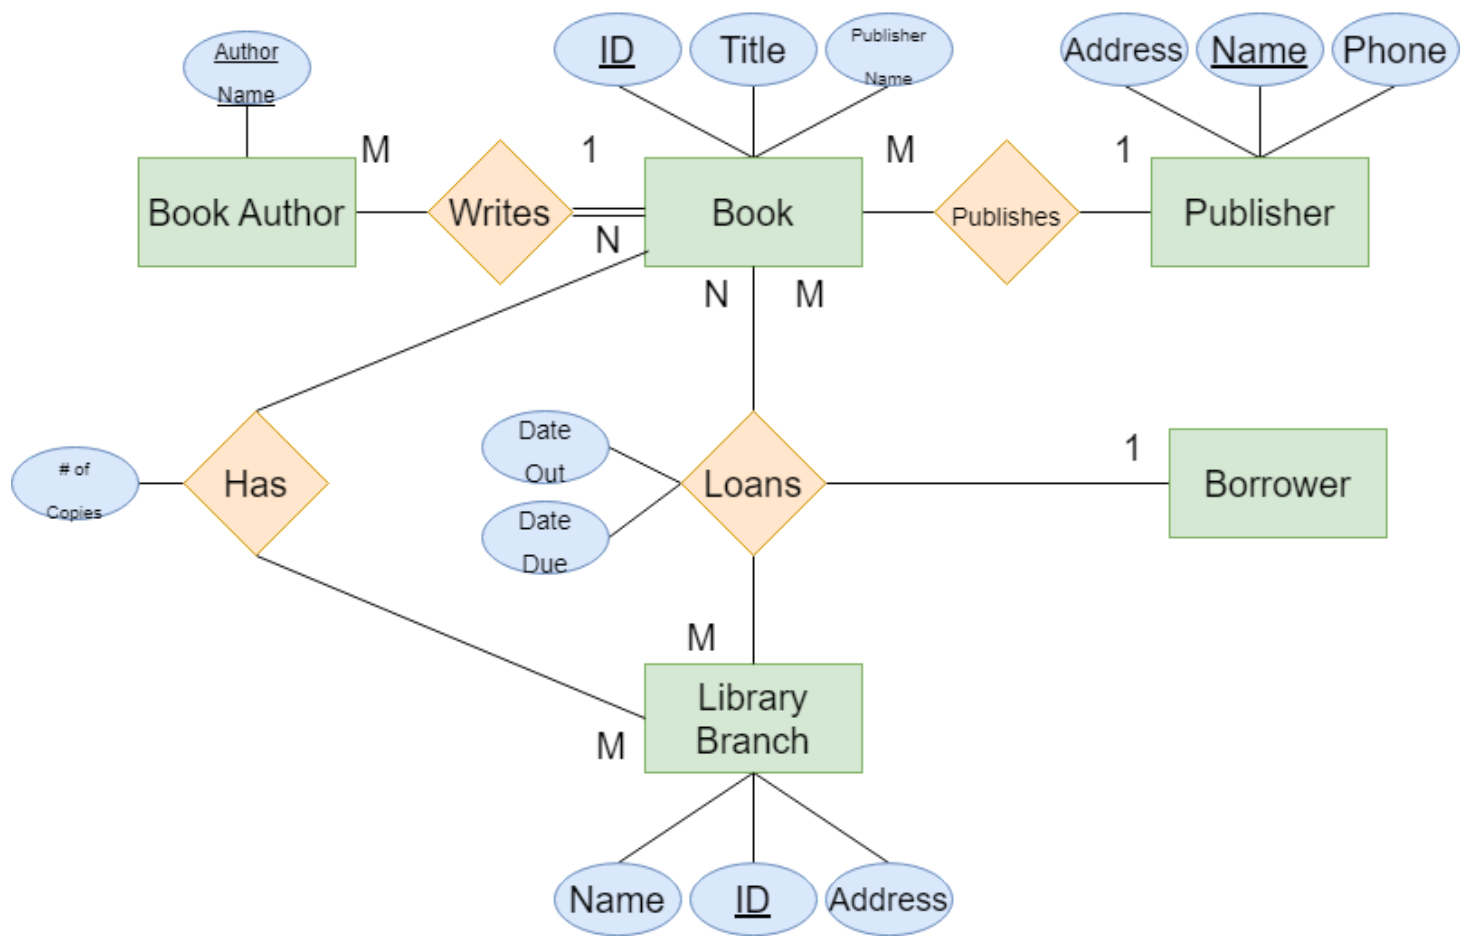 Author
Name
ID
Title
Publisher
Name
Address
Name
Phone
M
1
M
1
Book Author
Writes
Book
Publishes
Publisher
N
N
M
# of
Copies
Has
Date
Out
Date
Due
Loans
1
Borrower
M
M
Library
Branch
Name
ID
Address